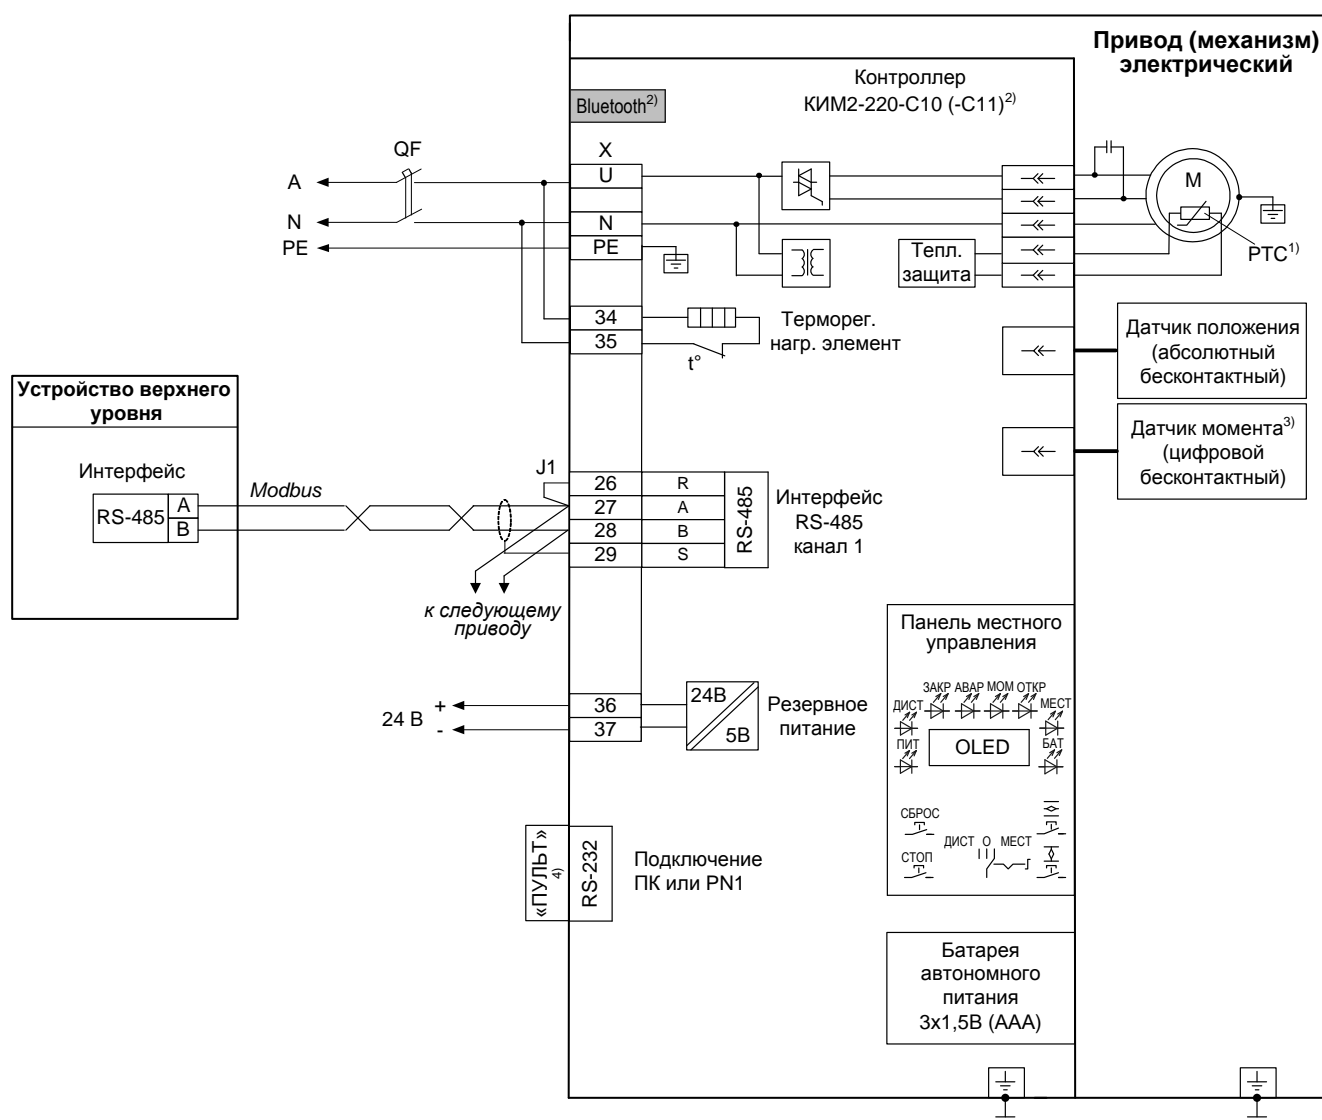 Привод (механизм)
электрический
Контроллер
КИМ2-220-С10 (-С11)2)
Bluetooth2)
QF
X
A
U
N
N
PE
PE
M
PTC1)
Тепл.
защита
34
35
Терморег.
нагр. элемент
t°
Датчик положения
(абсолютный
бесконтактный)
Датчик момента3)
(цифровой
бесконтактный)
Устройство верхнего
уровня
Интерфейс
RS-485
A
B
Modbus
J1
26 R
27 A
28 B
29 S
RS-485
Интерфейс
RS-485
канал 1
к следующему
приводу
24 В
+
-
36
37
24В
5В
Резервное
питание
Панель местного
управления
ЗАКР АВАР МОМ ОТКР
ДИСТ
МЕСТ
ПИТ
OLED
БАТ
СБРОС
ДИСТ О МЕСТ
СТОП
«ПУЛЬТ»
4)
RS-232
Подключение
ПК или PN1
Батарея
автономного
питания
3х1,5В (ААА)